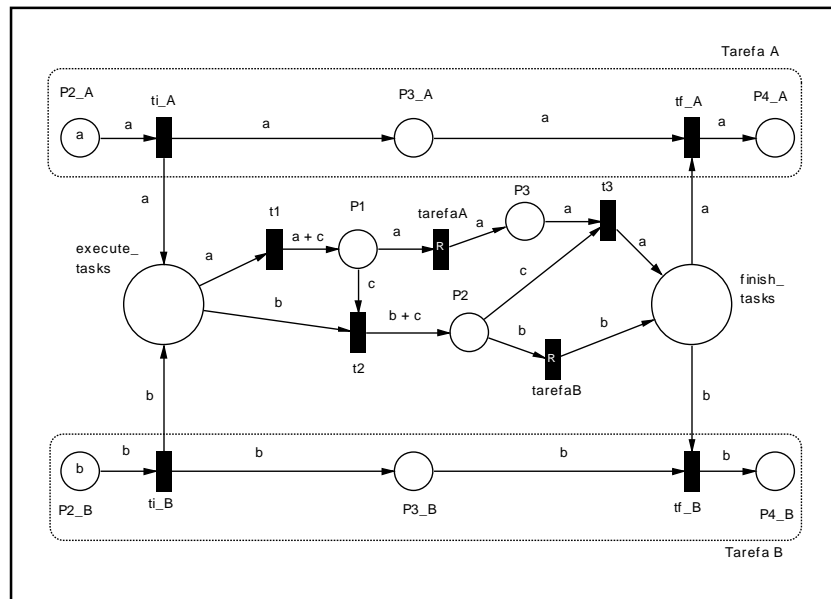 Tarefa A
P2_A
ti_A
P3_A
tf_A
P4_A
a
a
a
a
a
a
a
t1
P1
tarefaA
P3
t3
a + c
a
a
a
execute_
tasks
a
R
c
a
finish_
tasks
b
c
P2
b + c
b
b
t2
R
tarefaB
b
b
b
b
b
b
b
P2_B
ti_B
P3_B
tf_B
P4_B
Tarefa B